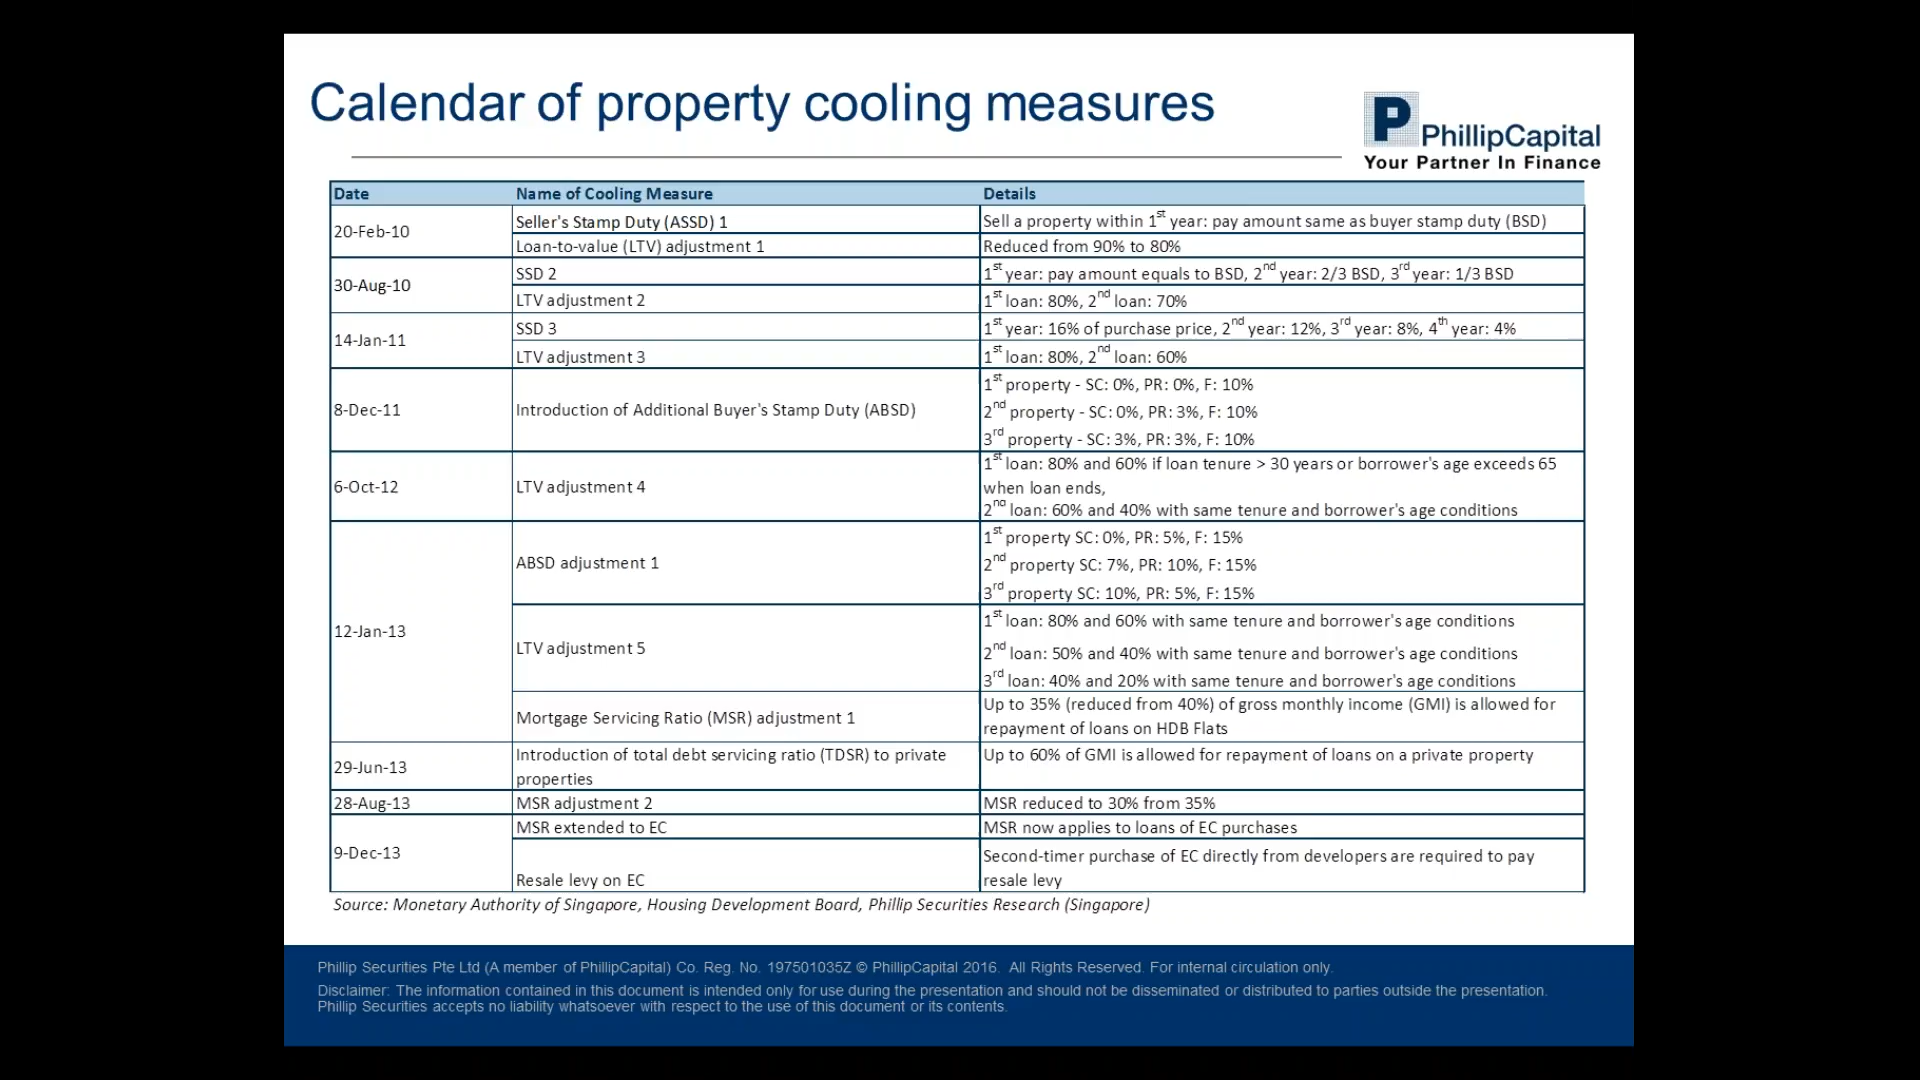 Calendar of property cooling measures
P PhillipCapital
Your Partner In Finance
Date Name of Cooling Measure Details
20-Feb-10
Seller's Stamp Duty (ASSD) 1 Sell a property within 1st year: pay amount same as buyer stamp duty (BSD)
Loan-to-value (LTV) adjustment 1 Reduced from 90% to 80%
30-Aug-10
SSD 2 1st year: pay amount equals to BSD, 2nd year: 2/3 BSD, 3rd year: 1/3 BSD
LTV adjustment 2 1st loan: 80%, 2nd loan: 70%
14-Jan-11
SSD 3 1st year: 16% of purchase price, 2nd year: 12%, 3rd year: 8%, 4th year: 4%
LTV adjustment 3 1st loan: 80%, 2nd loan: 60%
8-Dec-11
Introduction of Additional Buyer's Stamp Duty (ABSD)
1st property - SC: 0%, PR: 0%, F: 10%
2nd property - SC: 0%, PR: 3%, F: 10%
3rd property - SC: 3%, PR: 3%, F: 10%
6-Oct-12
LTV adjustment 4
1st loan: 80% and 60% if loan tenure > 30 years or borrower's age exceeds 65
when loan ends,
2nd loan: 60% and 40% with same tenure and borrower's age conditions
12-Jan-13
ABSD adjustment 1
1st property SC: 0%, PR: 5%, F: 15%
2nd property SC: 7%, PR: 10%, F: 15%
3rd property SC: 10%, PR: 5%, F: 15%
LTV adjustment 5
1st loan: 80% and 60% with same tenure and borrower's age conditions
2nd loan: 50% and 40% with same tenure and borrower's age conditions
3rd loan: 40% and 20% with same tenure and borrower's age conditions
Mortgage Servicing Ratio (MSR) adjustment 1
Up to 35% (reduced from 40%) of gross monthly income (GMI) is allowed for
repayment of loans on HDB Flats
29-Jun-13
Introduction of total debt servicing ratio (TDSR) to private
properties
Up to 60% of GMI is allowed for repayment of loans on a private property
28-Aug-13 MSR adjustment 2 MSR reduced to 30% from 35%
9-Dec-13
MSR extended to EC MSR now applies to loans of EC purchases
Resale levy on EC
Second-timer purchase of EC directly from developers are required to pay
resale levy
Source: Monetary Authority of Singapore, Housing Development Board, Phillip Securities Research (Singapore)
Phillip Securities Pte Ltd (A member of PhillipCapital) Co. Reg. No. 197501035Z © PhillipCapital 2016. All Rights Reserved. For internal circulation only.
Disclaimer: The information contained in this document is intended only for use during the presentation and should not be disseminated or distributed to parties outside the presentation.
Phillip Securities accepts no liability whatsoever with respect to the use of this document or its contents.